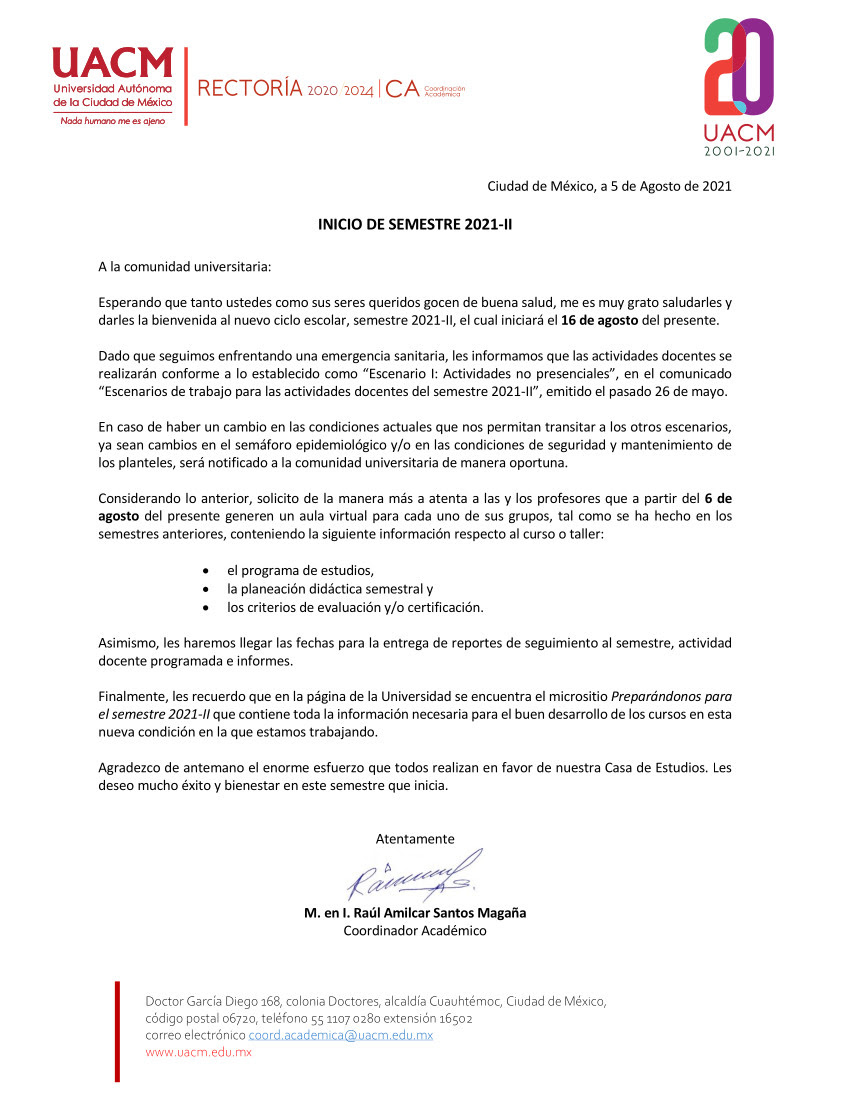 UACM
Universidad Autónoma
de la Ciudad de México
Nada humano me es ajeno
RECTORÍA 2020 2024 | CA Coordinación
Académica
20
UACM
2001-2021
Ciudad de México, a 5 de Agosto de 2021
INICIO DE SEMESTRE 2021-II
A la comunidad universitaria:
Esperando que tanto ustedes como sus seres queridos gocen de buena salud, me es muy grato saludarles y
darles la bienvenida al nuevo ciclo escolar, semestre 2021-II, el cual iniciará el 16 de agosto del presente.
Dado que seguimos enfrentando una emergencia sanitaria, les informamos que las actividades docentes se
realizarán conforme a lo establecido como “Escenario I: Actividades no presenciales”, en el comunicado
“Escenarios de trabajo para las actividades docentes del semestre 2021-II”, emitido el pasado 26 de mayo.
En caso de haber un cambio en las condiciones actuales que nos permitan transitar a los otros escenarios,
ya sean cambios en el semáforo epidemiológico y/o en las condiciones de seguridad y mantenimiento de
los planteles, será notificado a la comunidad universitaria de manera oportuna.
Considerando lo anterior, solicito de la manera más a atenta a las y los profesores que a partir del 6 de
agosto del presente generen un aula virtual para cada uno de sus grupos, tal como se ha hecho en los
semestres anteriores, conteniendo la siguiente información respecto al curso o taller:
• el programa de estudios,
• la planeación didáctica semestral y
• los criterios de evaluación y/o certificación.
Asimismo, les haremos llegar las fechas para la entrega de reportes de seguimiento al semestre, actividad
docente programada e informes.
Finalmente, les recuerdo que en la página de la Universidad se encuentra el micrositio Preparándonos para
el semestre 2021-II que contiene toda la información necesaria para el buen desarrollo de los cursos en esta
nueva condición en la que estamos trabajando.
Agradezco de antemano el enorme esfuerzo que todos realizan en favor de nuestra Casa de Estudios. Les
deseo mucho éxito y bienestar en este semestre que inicia.
Atentamente
M. en I. Raúl Amilcar Santos Magaña
Coordinador Académico
Doctor García Diego 168, colonia Doctores, alcaldía Cuauhtémoc, Ciudad de México,
código postal 06720, teléfono 55 1107 0280 extensión 16502
correo electrónico coord.academica@uacm.edu.mx
www.uacm.edu.mx